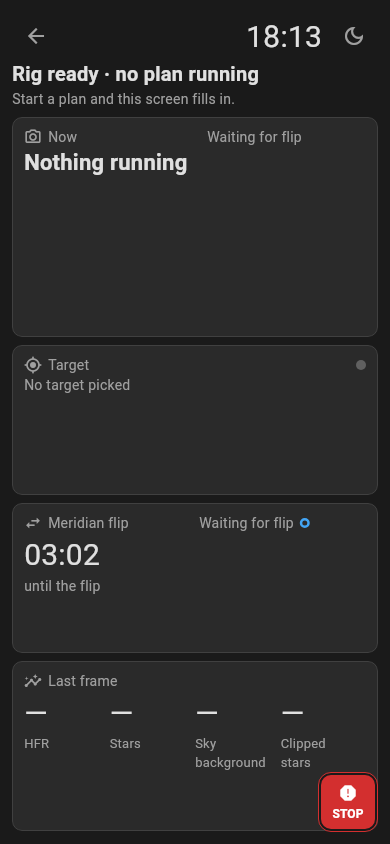 18:13
Rig ready · no plan running
Start a plan and this screen fills in.
Now
Waiting for flip
Nothing running
Target
No target picked
Meridian flip
Waiting for flip
03:02
until the flip
Last frame
— — — —
HFR
Stars
Sky background
Clipped stars
STOP